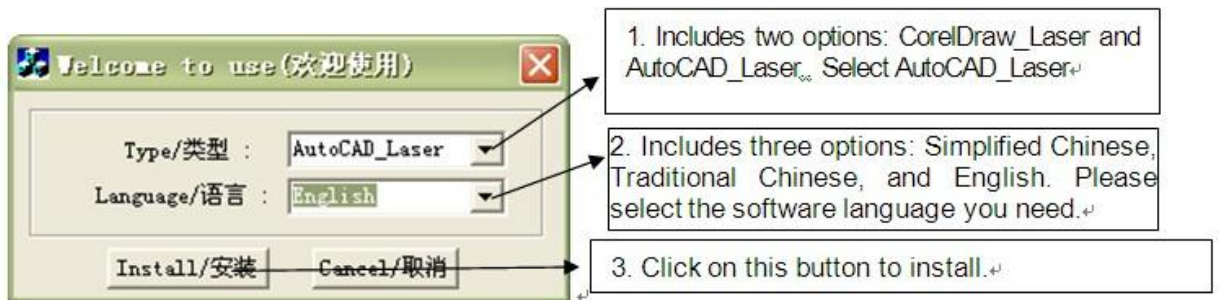 Welcome to use(欢迎使用)
Type/类型 : AutoCAD_Laser
Language/语言 : English
Install/安装 Cancel/取消
1. Includes two options: CorelDraw_Laser and
AutoCAD_Laser. Select AutoCAD_Laser
2. Includes three options: Simplified Chinese,
Traditional Chinese, and English. Please
select the software language you need.
3. Click on this button to install.